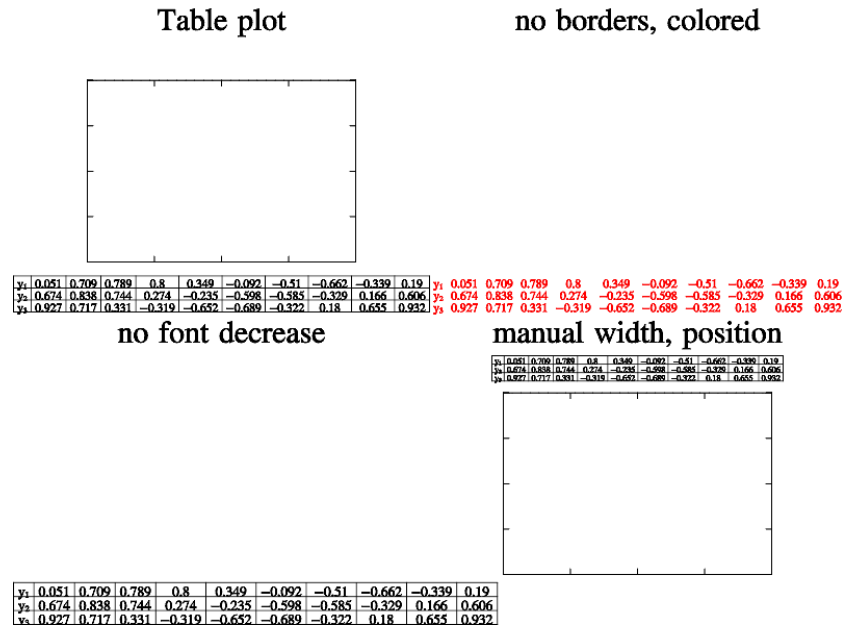 Table plot
y₁ 0.051 0.709 0.789 0.8 0.349 −0.092 −0.51 −0.662 −0.339 0.19
y₂ 0.674 0.838 0.744 0.274 −0.235 −0.598 −0.585 −0.329 0.166 0.606
y₃ 0.927 0.717 0.331 −0.319 −0.652 −0.689 −0.322 0.18 0.655 0.932
no borders, colored
y₁ 0.051 0.709 0.789 0.8 0.349 −0.092 −0.51 −0.662 −0.339 0.19
y₂ 0.674 0.838 0.744 0.274 −0.235 −0.598 −0.585 −0.329 0.166 0.606
y₃ 0.927 0.717 0.331 −0.319 −0.652 −0.689 −0.322 0.18 0.655 0.932
no font decrease
y₁ 0.051 0.709 0.789 0.8 0.349 −0.092 −0.51 −0.662 −0.339 0.19
y₂ 0.674 0.838 0.744 0.274 −0.235 −0.598 −0.585 −0.329 0.166 0.606
y₃ 0.927 0.717 0.331 −0.319 −0.652 −0.689 −0.322 0.18 0.655 0.932
manual width, position
y₁ 0.051 0.709 0.789 0.8 0.349 −0.092 −0.51 −0.662 −0.339 0.19
y₂ 0.674 0.838 0.744 0.274 −0.235 −0.598 −0.585 −0.329 0.166 0.606
y₃ 0.927 0.717 0.331 −0.319 −0.652 −0.689 −0.322 0.18 0.655 0.932